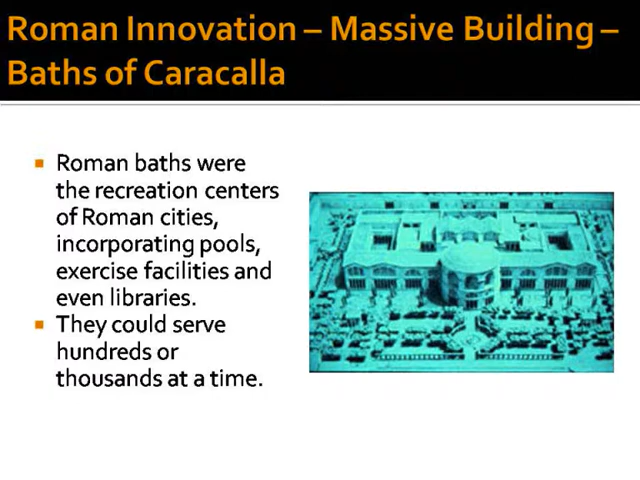 Roman Innovation – Massive Building –
Baths of Caracalla
Roman baths were
the recreation centers
of Roman cities,
incorporating pools,
exercise facilities and
even libraries.
They could serve
hundreds or
thousands at a time.